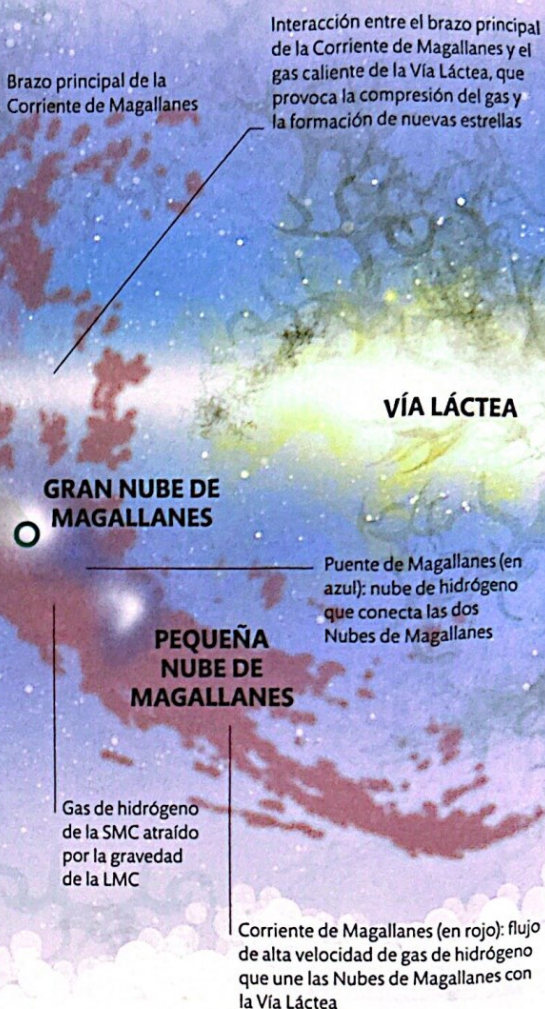 Interacción entre el brazo principal
de la Corriente de Magallanes y el
gas caliente de la Vía Láctea, que
provoca la compresión del gas y
la formación de nuevas estrellas
Brazo principal de la
Corriente de Magallanes
VÍA LÁCTEA
GRAN NUBE DE
MAGALLANES
Puente de Magallanes (en
azul): nube de hidrógeno
que conecta las dos
Nubes de Magallanes
PEQUEÑA
NUBE DE
MAGALLANES
Gas de hidrógeno
de la SMC atraído
por la gravedad
de la LMC
Corriente de Magallanes (en rojo): flujo
de alta velocidad de gas de hidrógeno
que une las Nubes de Magallanes con
la Vía Láctea